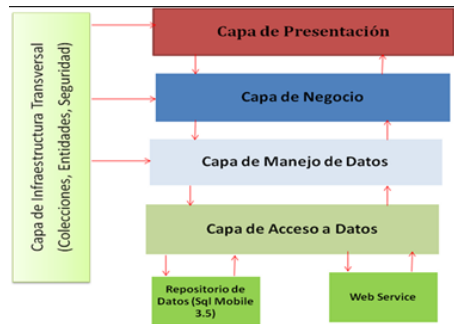 Capa de Infraestructura Transversal
(Colecciones, Entidades, Seguridad)
Capa de Presentación
Capa de Negocio
Capa de Manejo de Datos
Capa de Acceso a Datos
Repositorio de
Datos (Sql Mobile
3.5)
Web Service